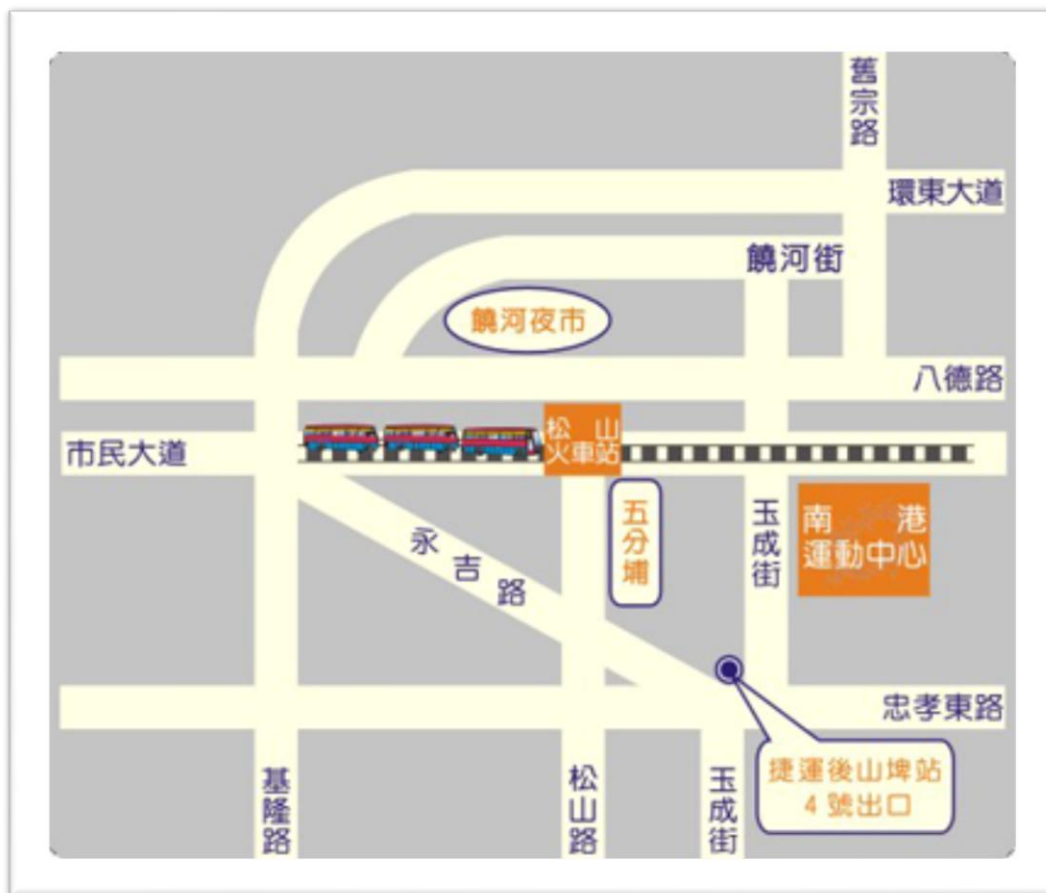 舊宗路
環東大道
饒河街
饒河夜市
八德路
市民大道
松山
火車站
五分埔
玉成街
南港
運動中心
永吉路
忠孝東路
捷運後山埤站
4號出口
基隆路
松山路
玉成街